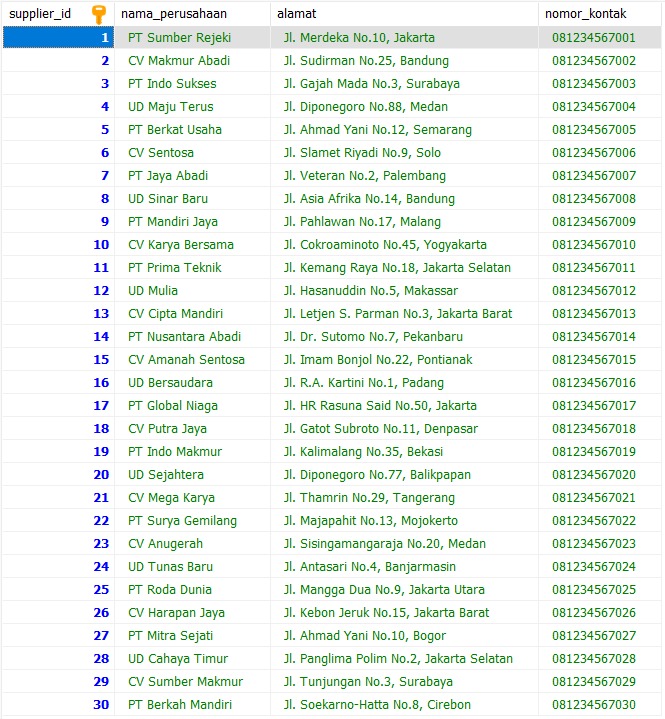 supplier_id nama_perusahaan alamat nomor_kontak
1 PT Sumber Rejeki Jl. Merdeka No.10, Jakarta 081234567001
2 CV Makmur Abadi Jl. Sudirman No.25, Bandung 081234567002
3 PT Indo Sukses Jl. Gajah Mada No.3, Surabaya 081234567003
4 UD Maju Terus Jl. Diponegoro No.88, Medan 081234567004
5 PT Berkat Usaha Jl. Ahmad Yani No.12, Semarang 081234567005
6 CV Sentosa Jl. Slamet Riyadi No.9, Solo 081234567006
7 PT Jaya Abadi Jl. Veteran No.2, Palembang 081234567007
8 UD Sinar Baru Jl. Asia Afrika No.14, Bandung 081234567008
9 PT Mandiri Jaya Jl. Pahlawan No.17, Malang 081234567009
10 CV Karya Bersama Jl. Cokroaminoto No.45, Yogyakarta 081234567010
11 PT Prima Teknik Jl. Kemang Raya No.18, Jakarta Selatan 081234567011
12 UD Mulia Jl. Hasanuddin No.5, Makassar 081234567012
13 CV Cipta Mandiri Jl. Letjen S. Parman No.3, Jakarta Barat 081234567013
14 PT Nusantara Abadi Jl. Dr. Sutomo No.7, Pekanbaru 081234567014
15 CV Amanah Sentosa Jl. Imam Bonjol No.22, Pontianak 081234567015
16 UD Bersaudara Jl. R.A. Kartini No.1, Padang 081234567016
17 PT Global Niaga Jl. HR Rasuna Said No.50, Jakarta 081234567017
18 CV Putra Jaya Jl. Gatot Subroto No.11, Denpasar 081234567018
19 PT Indo Makmur Jl. Kalimalang No.35, Bekasi 081234567019
20 UD Sejahtera Jl. Diponegoro No.77, Balikpapan 081234567020
21 CV Mega Karya Jl. Thamrin No.29, Tangerang 081234567021
22 PT Surya Gemilang Jl. Majapahit No.13, Mojokerto 081234567022
23 CV Anugerah Jl. Sisingamangaraja No.20, Medan 081234567023
24 UD Tunas Baru Jl. Antasari No.4, Banjarmasin 081234567024
25 PT Roda Dunia Jl. Mangga Dua No.9, Jakarta Utara 081234567025
26 CV Harapan Jaya Jl. Kebon Jeruk No.15, Jakarta Barat 081234567026
27 PT Mitra Sejati Jl. Ahmad Yani No.10, Bogor 081234567027
28 UD Cahaya Timur Jl. Panglima Polim No.2, Jakarta Selatan 081234567028
29 CV Sumber Makmur Jl. Tunjungan No.3, Surabaya 081234567029
30 PT Berkah Mandiri Jl. Soekarno-Hatta No.8, Cirebon 081234567030